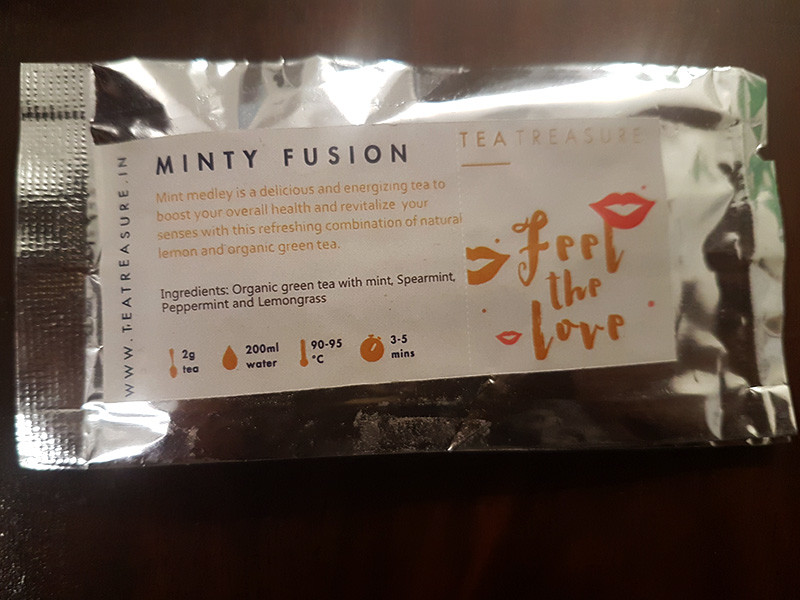 WWW.TEATREASURE.IN
MINTY FUSION
Mint medley is a delicious and energizing tea to
boost your overall health and revitalize your
senses with this refreshing combination of natural
lemon and organic green tea.
Ingredients: Organic green tea with mint, Spearmint,
Peppermint and Lemongrass
2g
tea
200ml
water
90-95
°C
3-5
mins
TEATREASURE
Feel
the
love